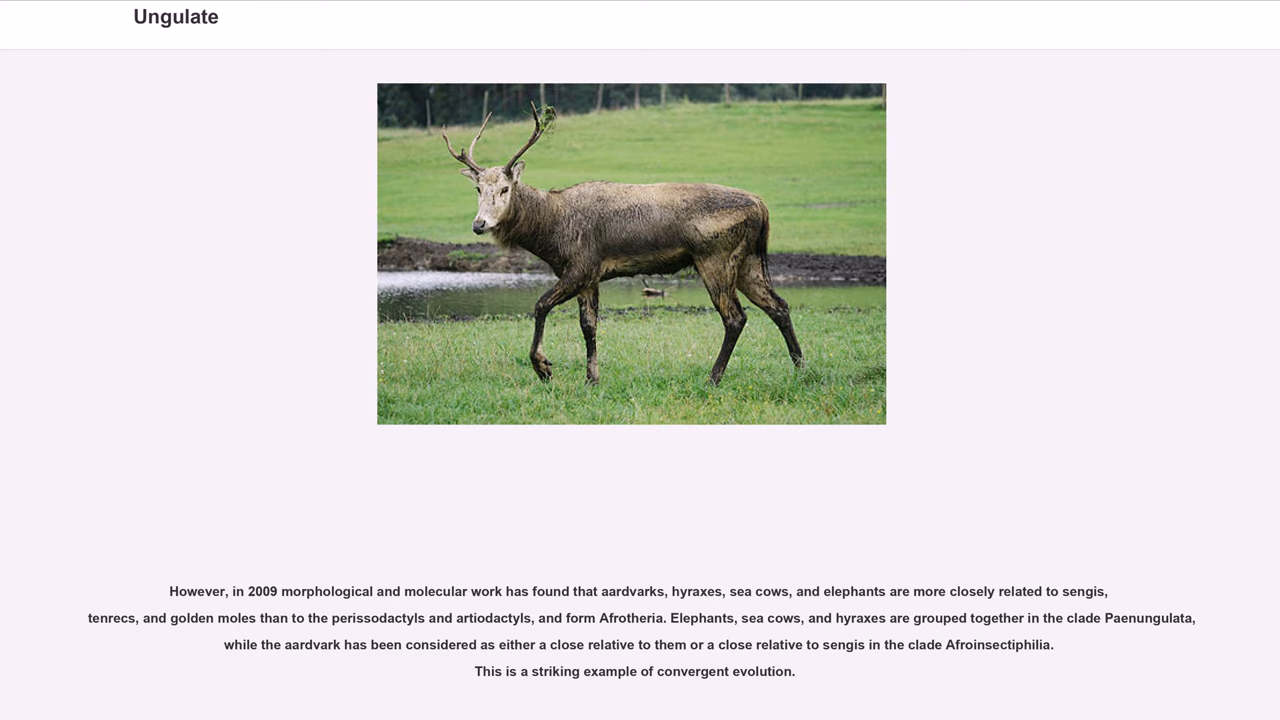 Ungulate
However, in 2009 morphological and molecular work has found that aardvarks, hyraxes, sea cows, and elephants are more closely related to sengis,
tenrecs, and golden moles than to the perissodactyls and artiodactyls, and form Afrotheria. Elephants, sea cows, and hyraxes are grouped together in the clade Paenungulata,
while the aardvark has been considered as either a close relative to them or a close relative to sengis in the clade Afroinsectiphilia.
This is a striking example of convergent evolution.